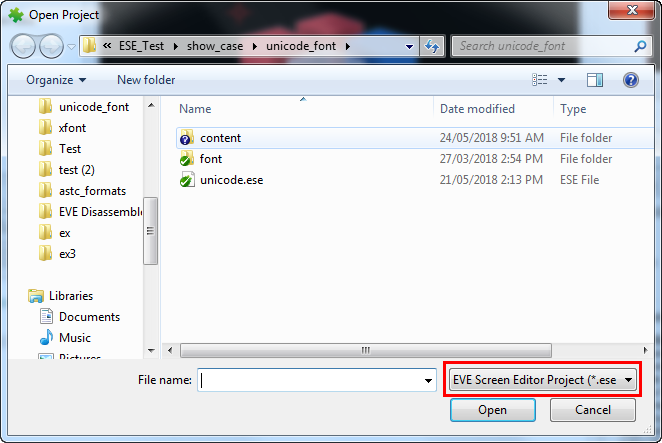 Open Project
« ESE_Test show_case unicode_font
Search unicode_font
Organize New folder
Name Date modified Type
unicode_font
xfont
Test
test (2)
astc_formats
EVE Disassemble
ex
ex3
Libraries
Documents
Music
Pictures
content 24/05/2018 9:51 AM File folder
font 27/03/2018 2:54 PM File folder
unicode.ese 21/05/2018 2:13 PM ESE File
File name:
EVE Screen Editor Project (*.ese
Open Cancel